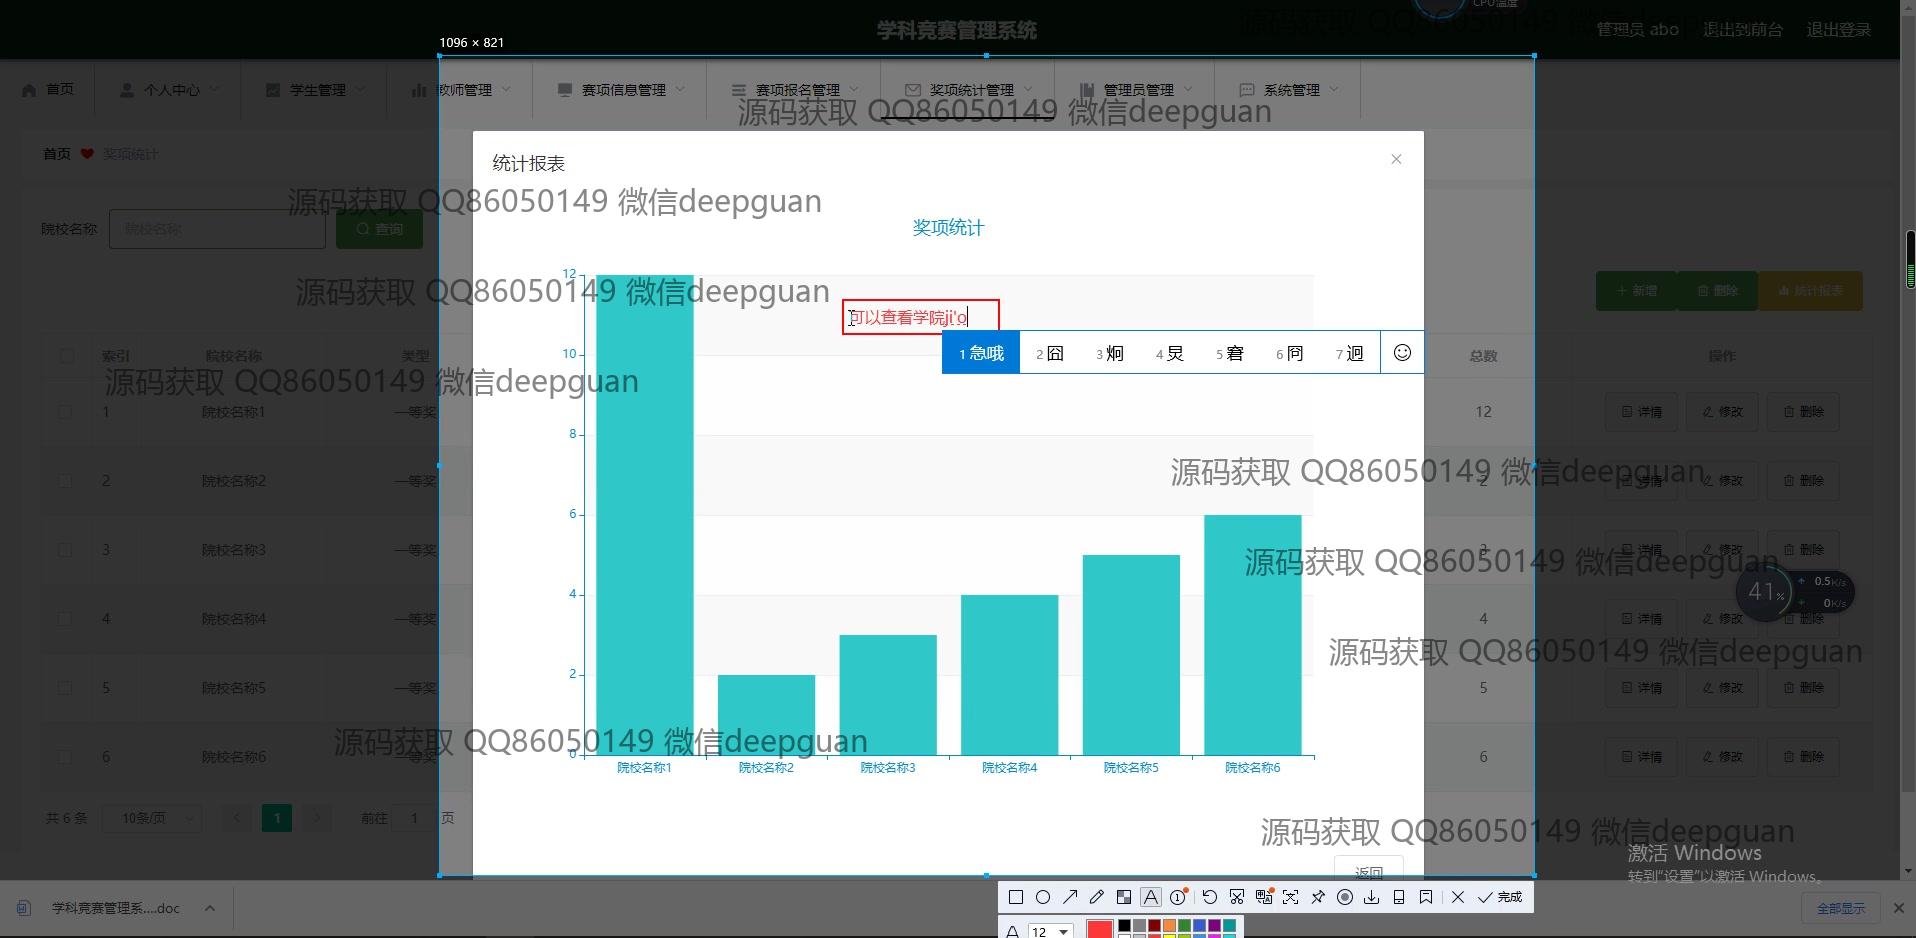 CPU温度
学科竞赛管理系统
管理员 abo
退出到前台
退出登录
1096 × 821
首页
个人中心
学生管理
教师管理
赛项信息管理
赛项报名管理
奖项统计管理
管理员管理
系统管理
源码获取 QQ86050149 微信deepguan
首页
奖项统计
统计报表
源码获取 QQ86050149 微信deepguan
院校名称
院校名称
查询
奖项统计
12
源码获取 QQ86050149 微信deepguan
新增
删除
统计报表
可以查看学院ji'o
1 急哦
2 囧
3 炯
4 炅
5 窘
6 冏
7 迥
索引
院校名称
类型
10
总数
操作
源码获取 QQ86050149 微信deepguan
1
院校名称1
一等奖
12
详情
修改
删除
8
源码获取 QQ86050149 微信deepguan
2
院校名称2
一等奖
2
详情
修改
删除
6
3
院校名称3
一等奖
3
详情
修改
删除
源码获取 QQ86050149 微信deepguan
41%
0.5K/s
0K/s
4
4
院校名称4
一等奖
4
详情
修改
删除
源码获取 QQ86050149 微信deepguan
2
5
院校名称5
一等奖
5
详情
修改
删除
源码获取 QQ86050149 微信deepguan
0
6
院校名称6
一等奖
6
详情
修改
删除
院校名称1
院校名称2
院校名称3
院校名称4
院校名称5
院校名称6
共 6 条
10条/页
1
前往
1
页
源码获取 QQ86050149 微信deepguan
激活 Windows
转到“设置”以激活 Windows。
返回
完成
学科竞赛管理系....doc
全部显示
A
12